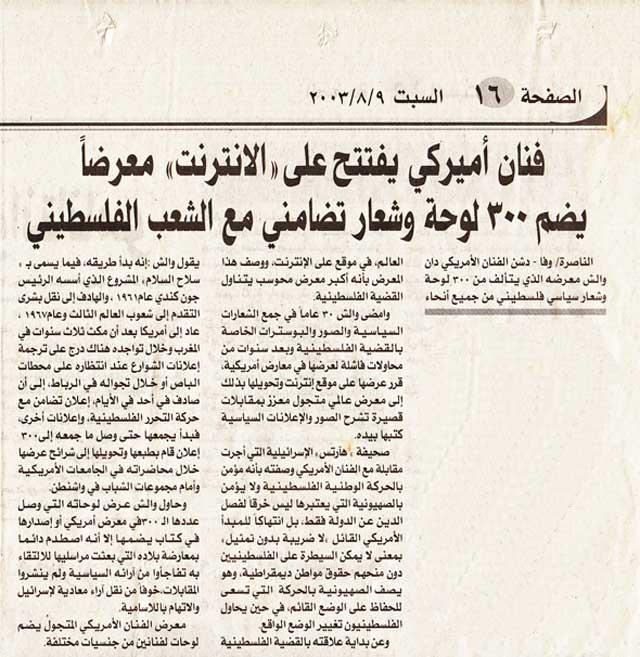 الصفحة ١٦ السبت ٢٠٠٣/٨/٩
فنان أميركي يفتتح على «الانترنت» معرضاً
يضم ٣٠٠ لوحة وشعار تضامني مع الشعب الفلسطيني
الناصرة/ وفا - دشن الفنان الأمريكي دان
والش معرضه الذي يتألف من ٣٠٠ لوحة
وشعار سياسي فلسطيني من جميع أنحاء
العالم، في موقع على الإنترنت، ووصف هذا
المعرض بأنه أكبر معرض محوسب يتناول
القضية الفلسطينية.
وامضى والش ٣٠ عاماً في جمع الشعارات
السياسية والصور والبوسترات الخاصة
بالقضية الفلسطينية وبعد سنوات من
محاولات فاشلة لعرضها في معارض أمريكية،
قرر عرضها على موقع إنترنت وتحويلها بذلك
إلى معرض عالمي متجول معزز بمقابلات
قصيرة تشرح الصور والإعلانات السياسية
كتبها بيده.
صحيفة هآرتس، الإسرائيلية التي أجرت
مقابلة مع الفنان الأمريكي وصفته بأنه مؤمن
بالحركة الوطنية الفلسطينية ولا يؤمن
بالصهيونية التي يعتبرها ليس خرقاً لفصل
الدين عن الدولة فقط، بل انتهاكاً للمبدأ
الأمريكي القائل «لا ضريبة بدون تمثيل»
بمعنى لا يمكن السيطرة على الفلسطينيين
دون منحهم حقوق مواطن ديمقراطية، وهو
يصف الصهيونية بالحركة التي تسعى
للحفاظ على الوضع القائم، في حين يحاول
الفلسطينيون تغيير الوضع الواقع.
وعن بداية علاقته بالقضية الفلسطينية
يقول والش :إنه بدأ طريقه، فيما يسمى بـ «
سلاح السلام» المشروع الذي أسسه الرئيس
جون كندي عام ١٩٦١، والهادف إلى نقل بشرى
التقدم إلى شعوب العالم الثالث وعام ١٩٦٧،
عاد إلى أمريكا بعد أن مكث ثلاث سنوات في
المغرب وخلال تواجده هناك درج على ترجمة
إعلانات الشوارع عند انتظاره على محطات
الباص أو خلال تجواله في الرباط، إلى أن
صادف في أحد في الأيام، إعلان تضامن مع
حركة التحرر الفلسطينية، وإعلانات أخرى،
فبدأ يجمعها حتى وصل ما جمعه إلى ٣٠٠
إعلان قام بطبعها وتحويلها إلى شرائح عرضها
خلال محاضراته في الجامعات الأمريكية
وأمام مجموعات الشباب في واشنطن.
وحاول والش عرض لوحاته التي وصل
عددها الـ ٣٠٠ في معرض أمريكي أو إصدارها
في كتاب يضمها إلا أنه اصطدم دائما
بمعارضة بلاده التي بعثت مراسليها للالتقاء
به تفاجأوا من آرائه السياسية ولم ينشروا
المقابلات، خوفاً من نقل آراء معادية لإسرائيل
والاتهام باللاسامية.
معرض الفنان الأمريكي المتجول يضم
لوحات لفنانين من جنسيات مختلفة.